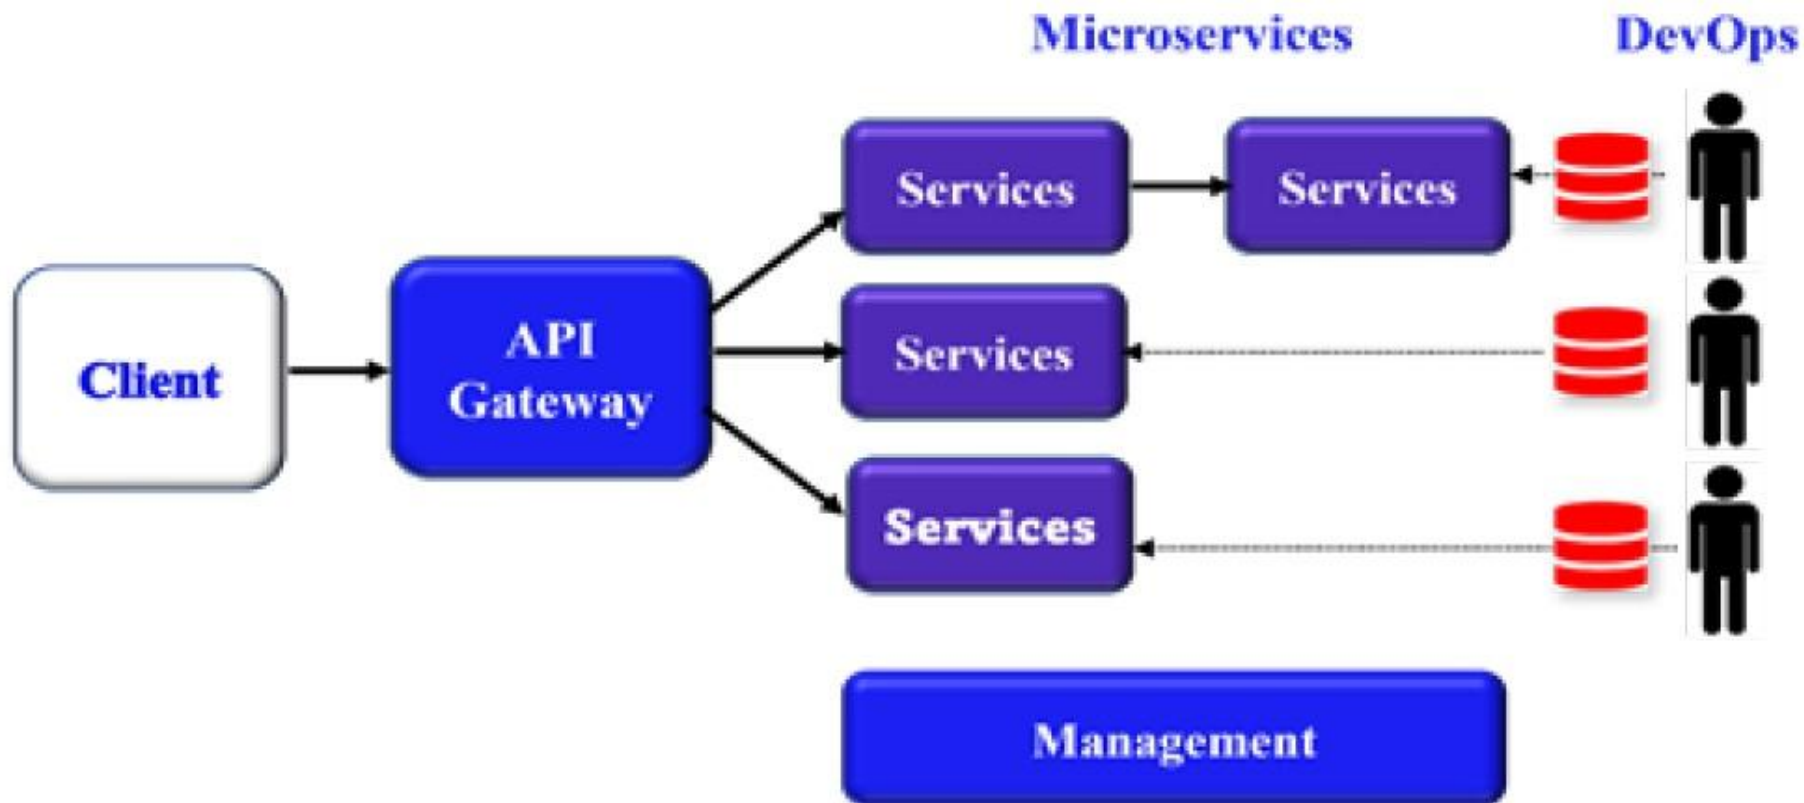 Microservices
DevOps
Services
Services
Client
API
Gateway
Services
Services
Management